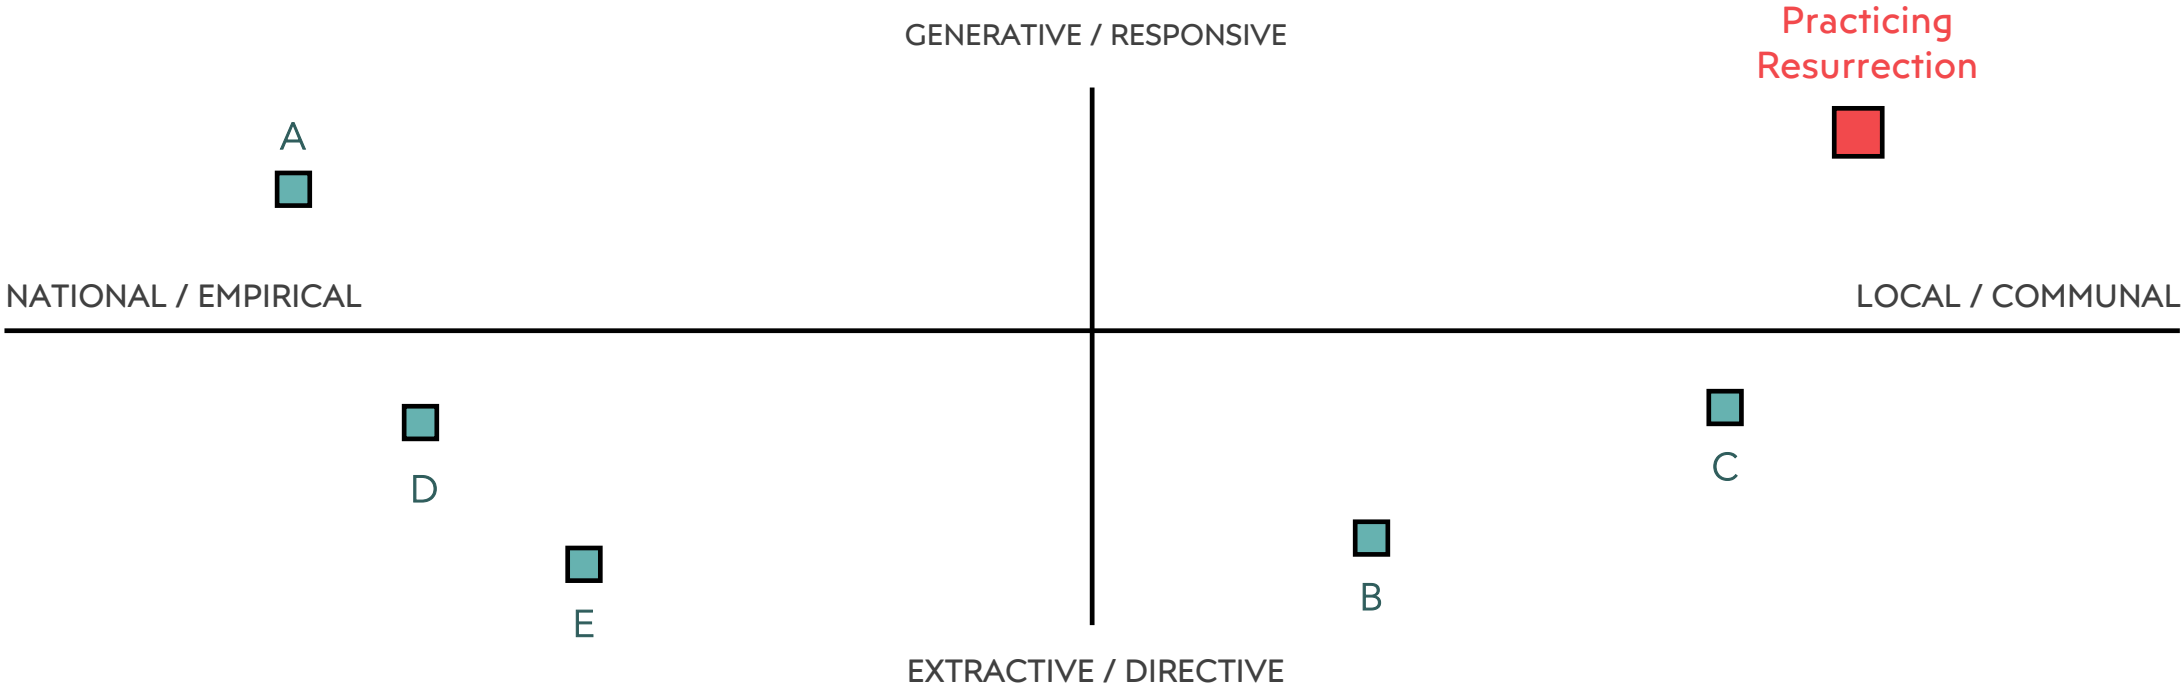 Practicing
Resurrection
GENERATIVE / RESPONSIVE
A
NATIONAL / EMPIRICAL
LOCAL / COMMUNAL
D
C
E
B
EXTRACTIVE / DIRECTIVE